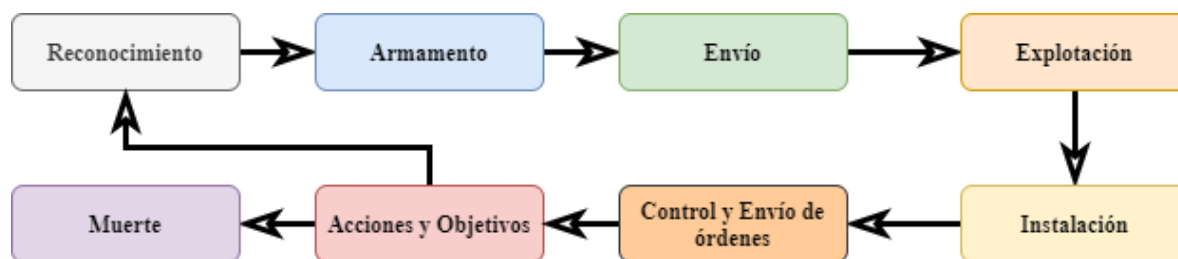 Reconocimiento
Armamento
Envío
Explotación
Muerte
Acciones y Objetivos
Control y Envío de
órdenes
Instalación